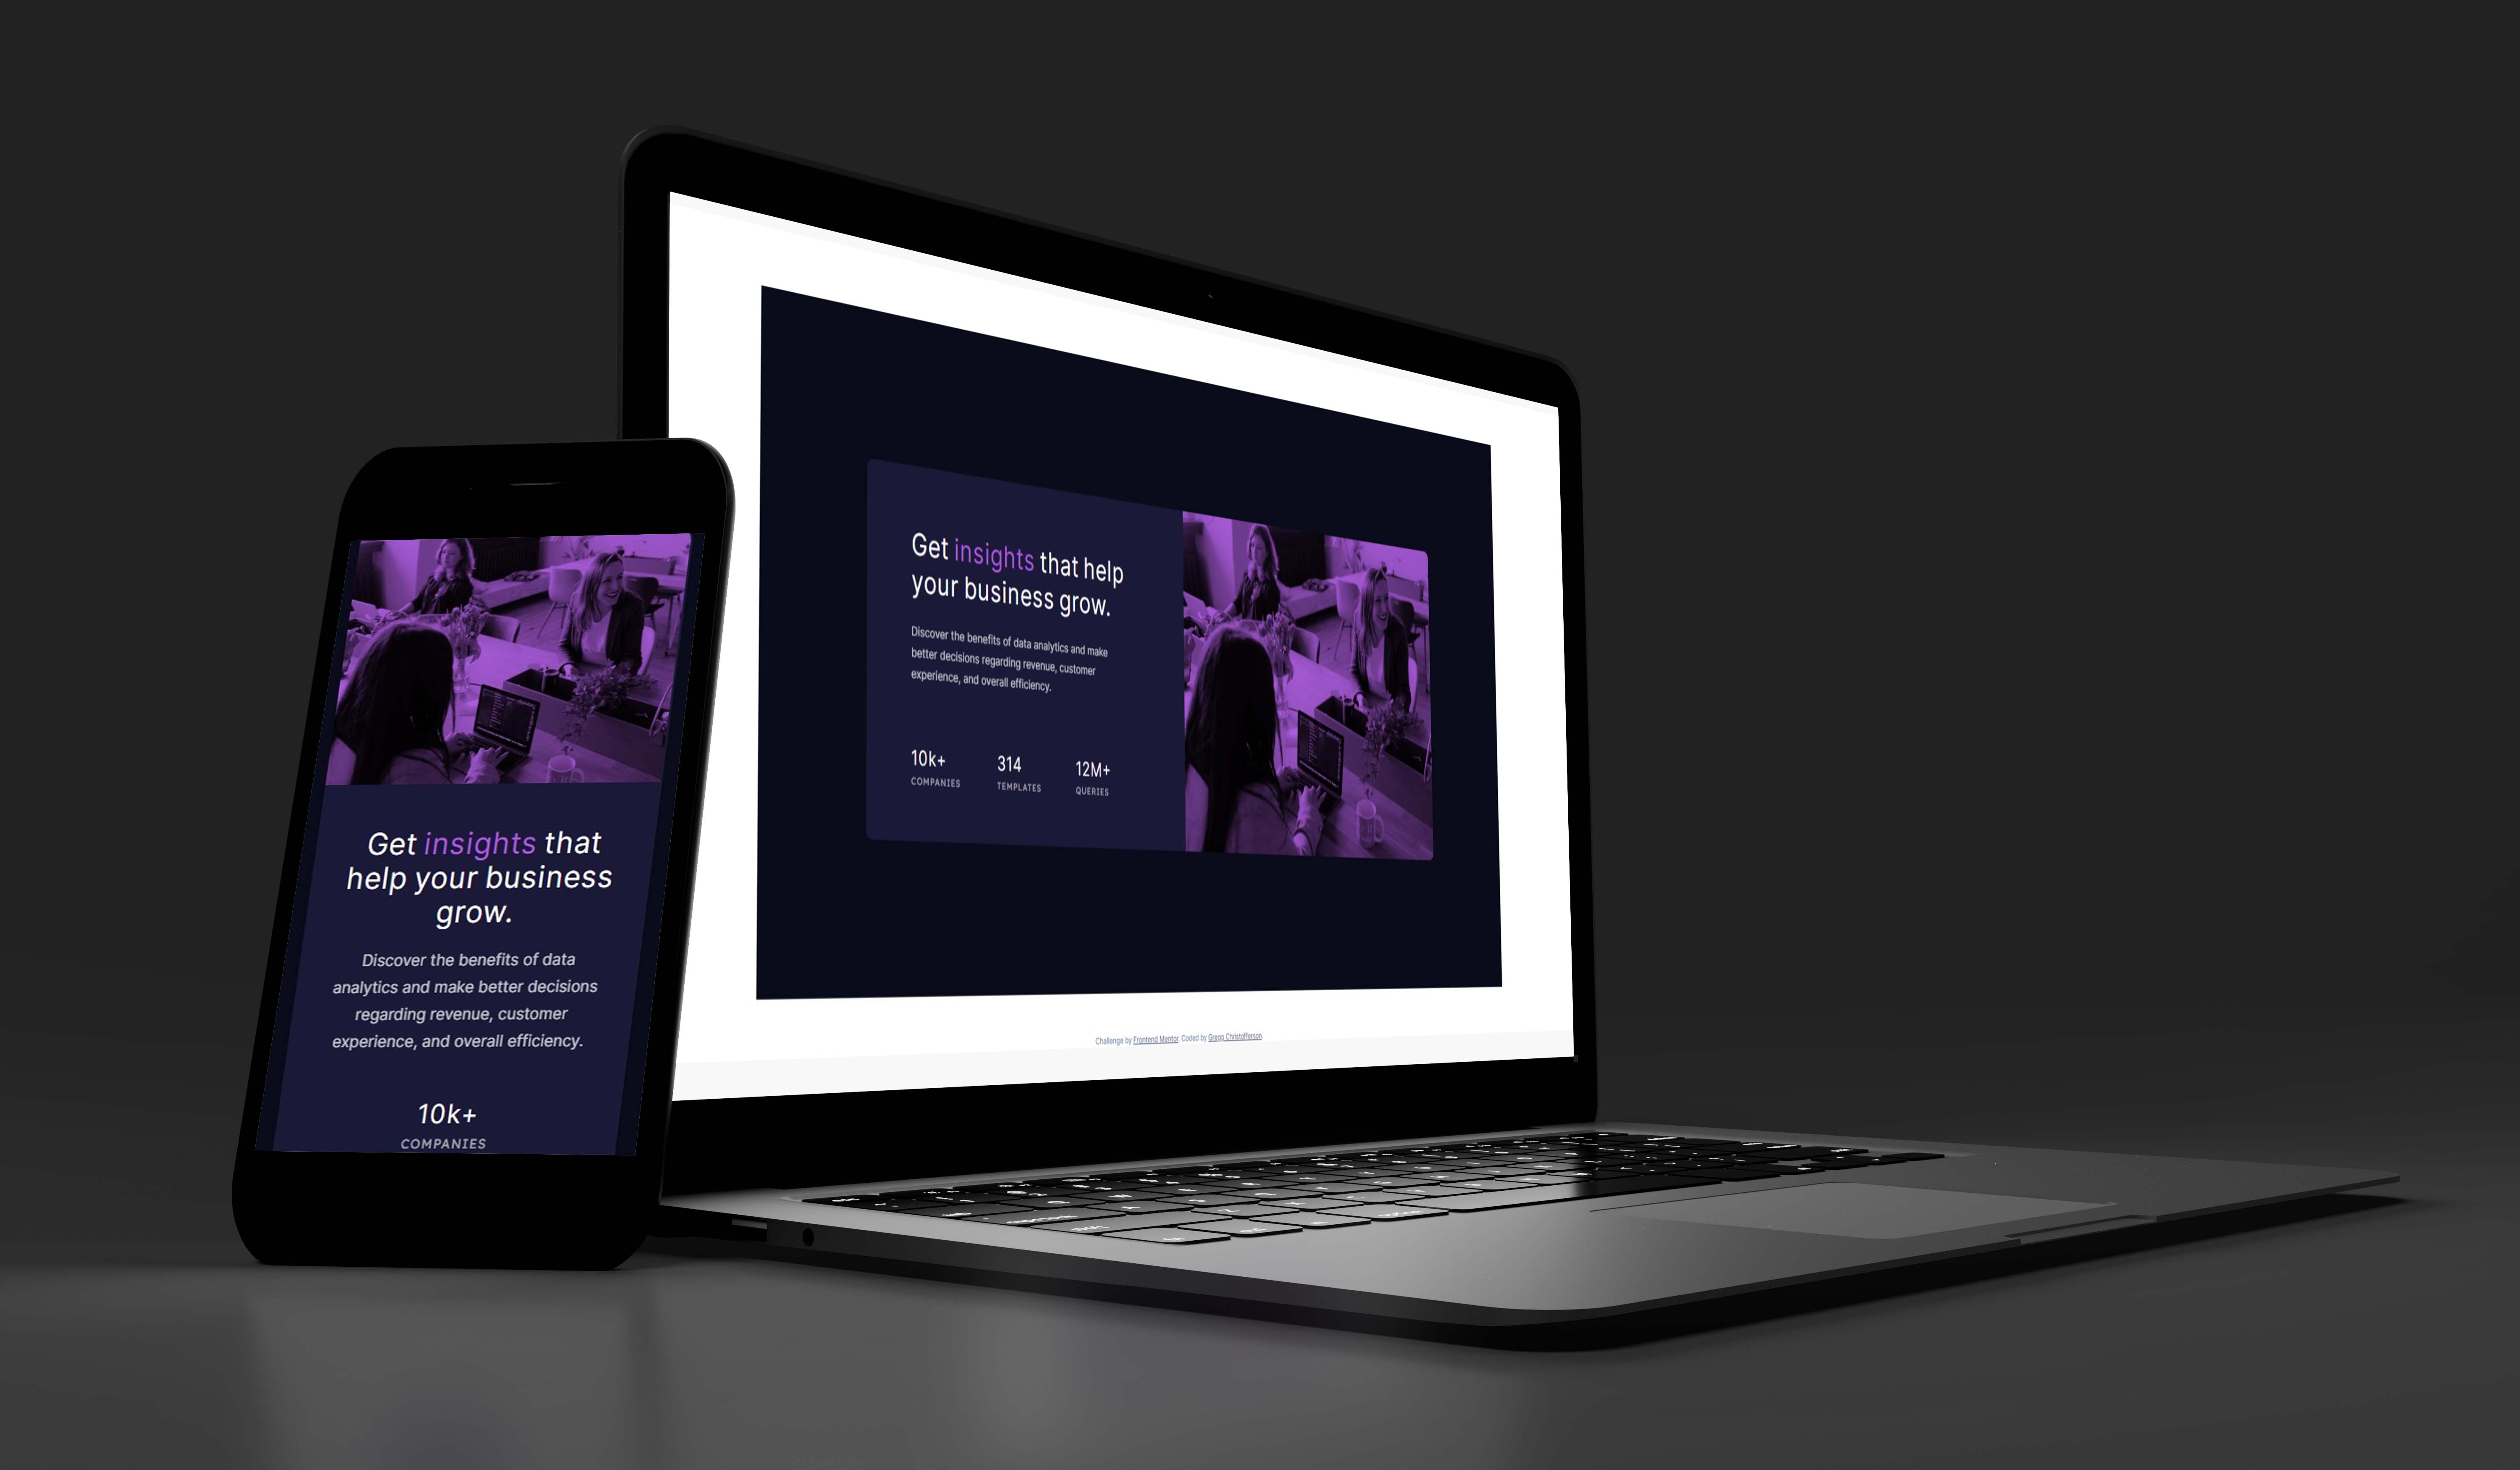 Get insights that
help your business
grow.
Discover the benefits of data
analytics and make better decisions
regarding revenue, customer
experience, and overall efficiency.
10k+
COMPANIES
Get insights that help
your business grow.
Discover the benefits of data analytics and make
better decisions regarding revenue, customer
experience, and overall efficiency.
10k+ 314 12M+
COMPANIES TEMPLATES QUERIES
Challenge by Frontend Mentor. Coded by Gregg Christofferson.